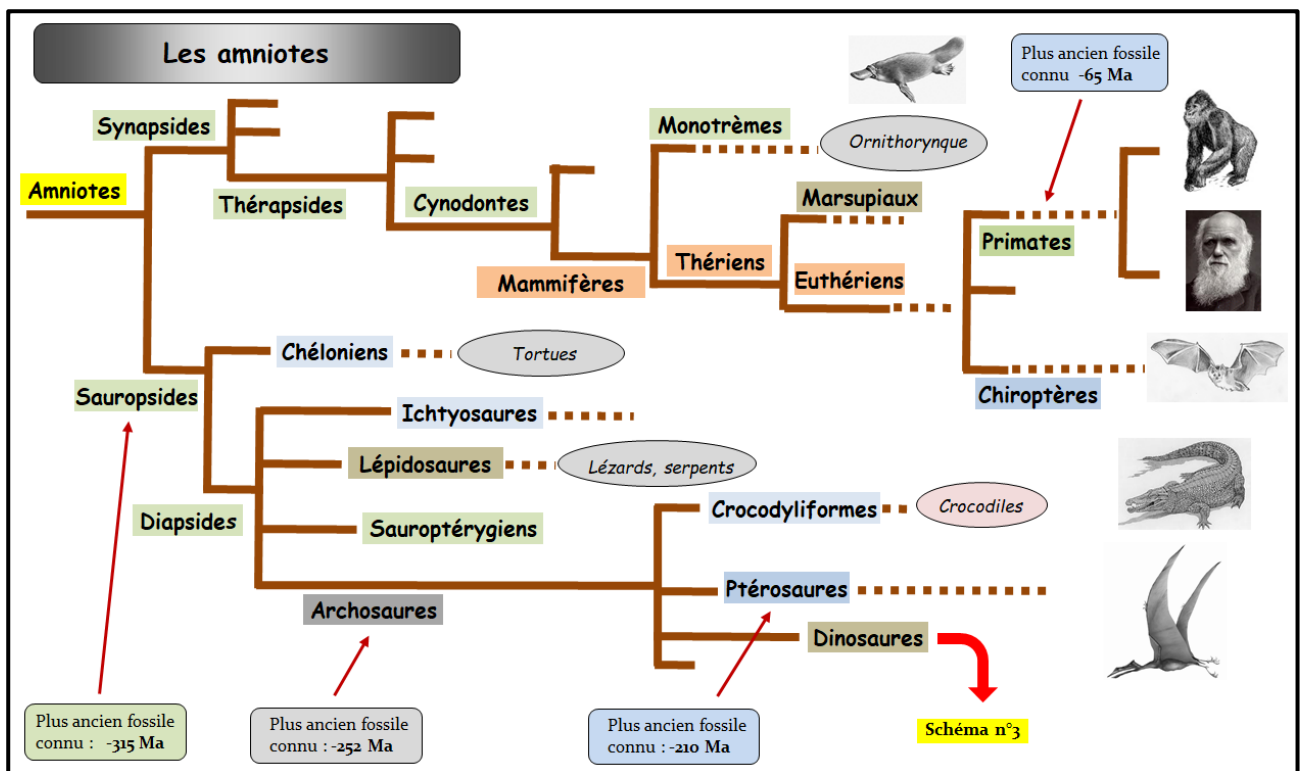 Les amniotes
Plus ancien fossile
connu -65 Ma
Synapsides
Monotrèmes
Ornithorynque
Amniotes
Thérapsides
Cynodontes
Marsupiaux
Primates
Thériens
Euthériens
Mammifères
Chéloniens
Tortues
Sauropsides
Chiroptères
Ichtyosaures
Lépidosaures
Lézards, serpents
Diapsides
Sauroptérygiens
Crocodyliformes
Crocodiles
Ptérosaures
Archosaures
Dinosaures
Plus ancien fossile
connu : -315 Ma
Plus ancien fossile
connu : -252 Ma
Plus ancien fossile
connu : -210 Ma
Schéma n°3